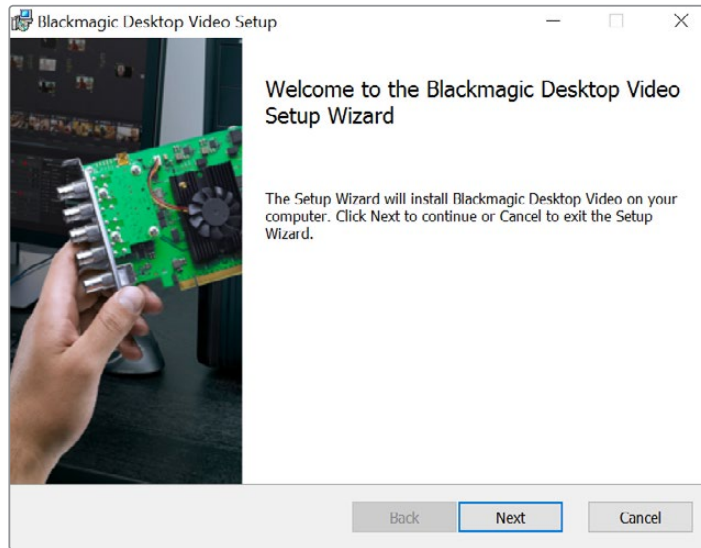 Blackmagic Desktop Video Setup
Welcome to the Blackmagic Desktop Video
Setup Wizard
The Setup Wizard will install Blackmagic Desktop Video on your
computer. Click Next to continue or Cancel to exit the Setup
Wizard.
Back
Next
Cancel